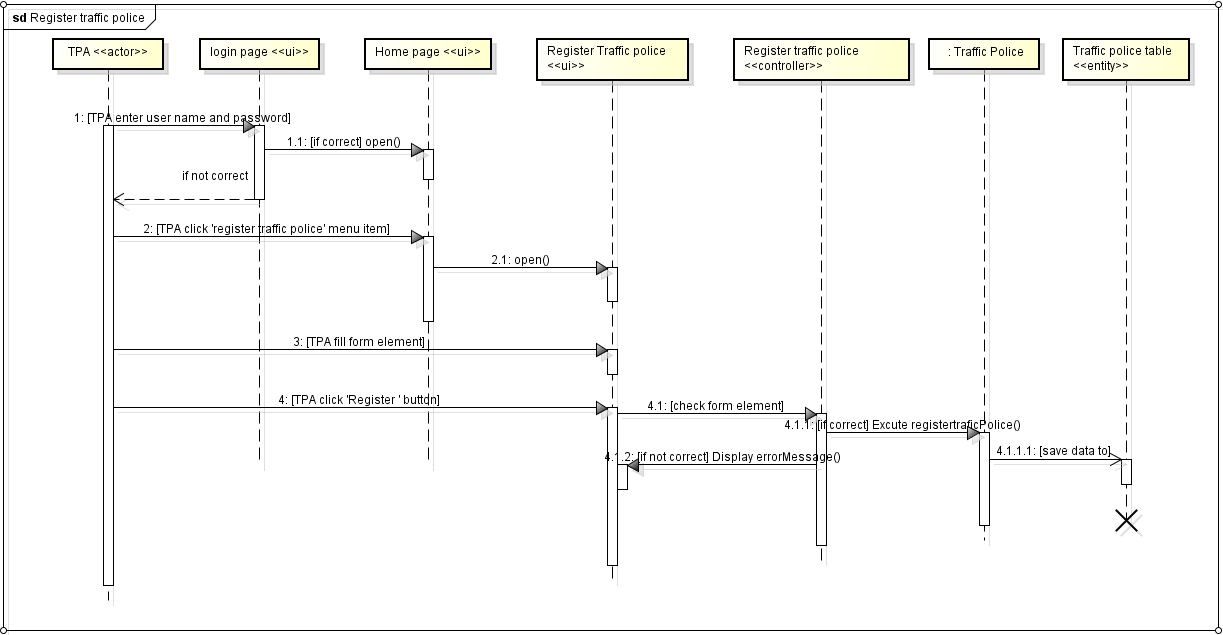 sd Register traffic police
TPA <<actor>>
login page <<ui>>
Home page <<ui>>
Register Traffic police
<<ui>>
Register traffic police
<<controller>>
: Traffic Police
Traffic police table
<<entity>>
1: [TPA enter user name and password]
1.1: [if correct] open()
if not correct
2: [TPA click 'register traffic police' menu item]
2.1: open()
3: [TPA fill form element]
4: [TPA click 'Register ' button]
4.1: [check form element]
4.1.1: [if correct] Excute registertraficPolice()
4.1.2: [if not correct] Display errorMessage()
4.1.1.1: [save data to]